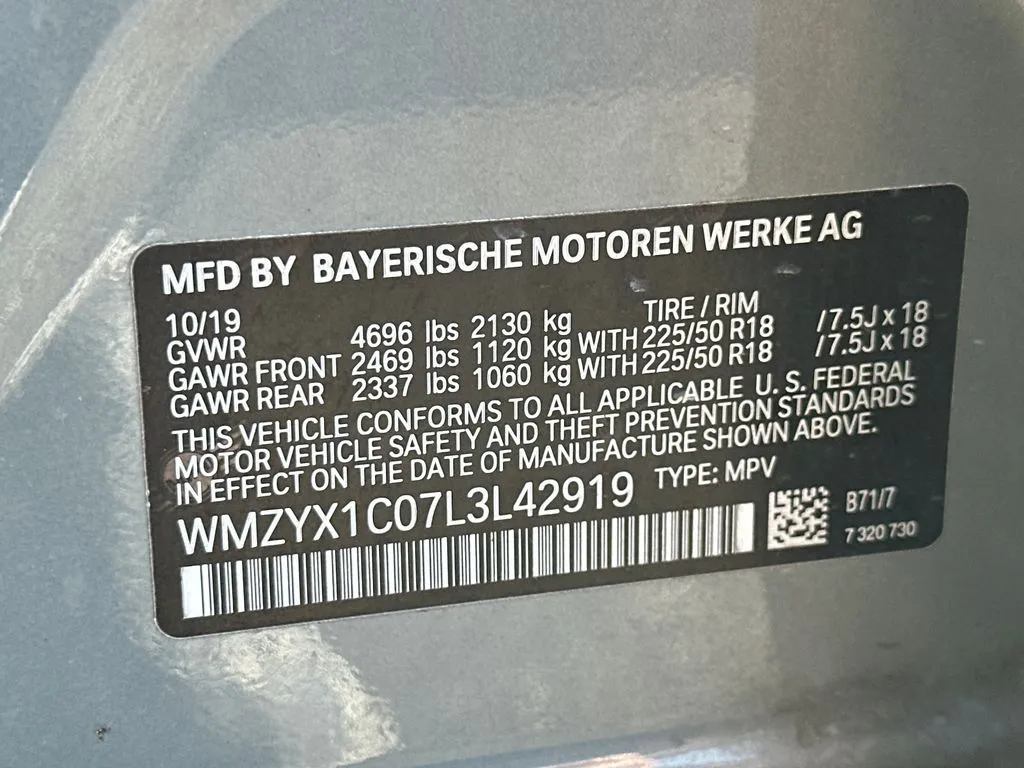 MFD BY BAYERISCHE MOTOREN WERKE AG
10/19 TIRE / RIM
GVWR 4696 lbs 2130 kg
GAWR FRONT 2469 lbs 1120 kg WITH 225/50 R18 /7.5J x 18
GAWR REAR 2337 lbs 1060 kg WITH 225/50 R18 /7.5J x 18
THIS VEHICLE CONFORMS TO ALL APPLICABLE U. S. FEDERAL
MOTOR VEHICLE SAFETY AND THEFT PREVENTION STANDARDS
IN EFFECT ON THE DATE OF MANUFACTURE SHOWN ABOVE.
WMZYX1C07L3L42919 TYPE: MPV
B71/7
7 320 730